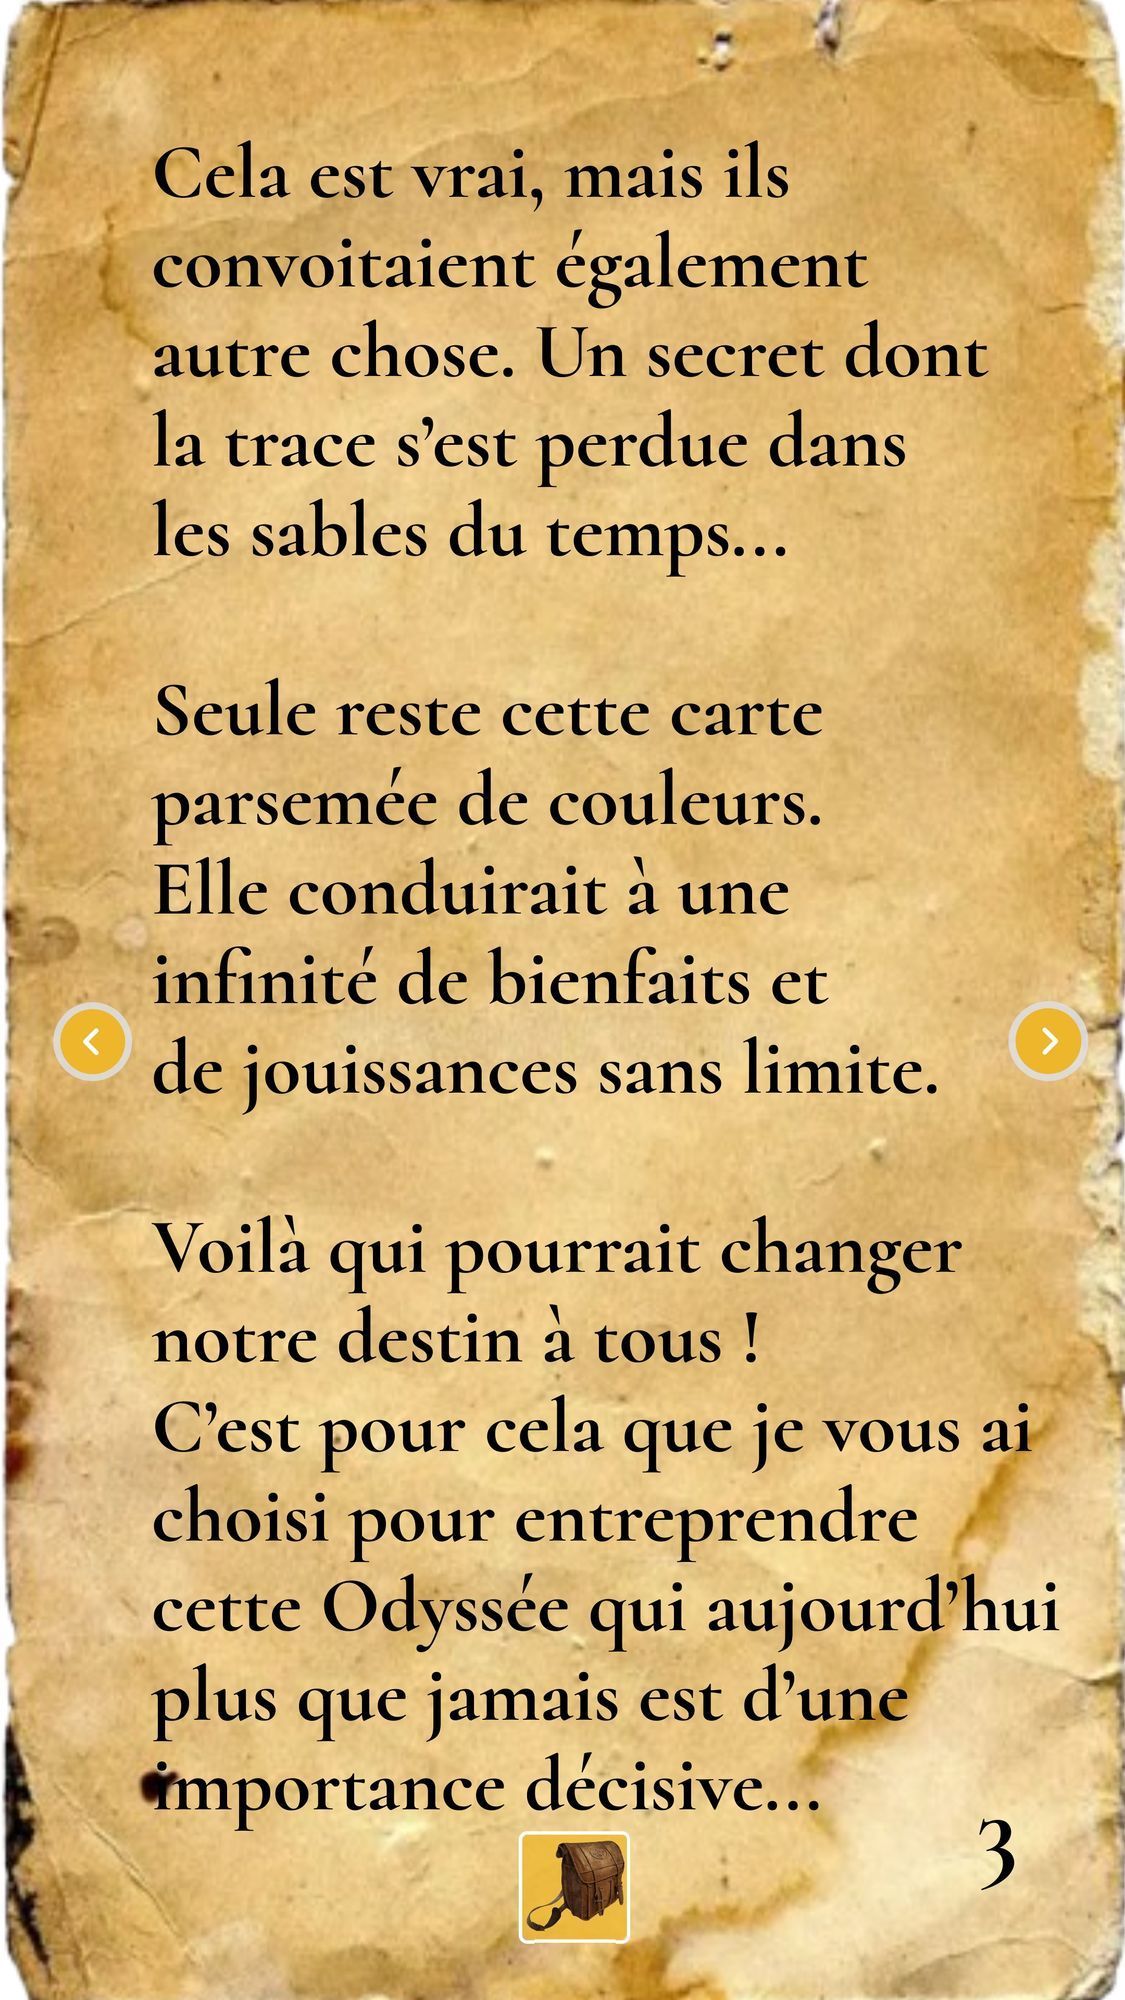 Cela est vrai, mais ils
convoitaient également
autre chose. Un secret dont
la trace s’est perdue dans
les sables du temps...
Seule reste cette carte
parsemée de couleurs.
Elle conduirait à une
infinité de bienfaits et
de jouissances sans limite.
Voilà qui pourrait changer
notre destin à tous !
C’est pour cela que je vous ai
choisi pour entreprendre
cette Odyssée qui aujourd’hui
plus que jamais est d’une
importance décisive...
3